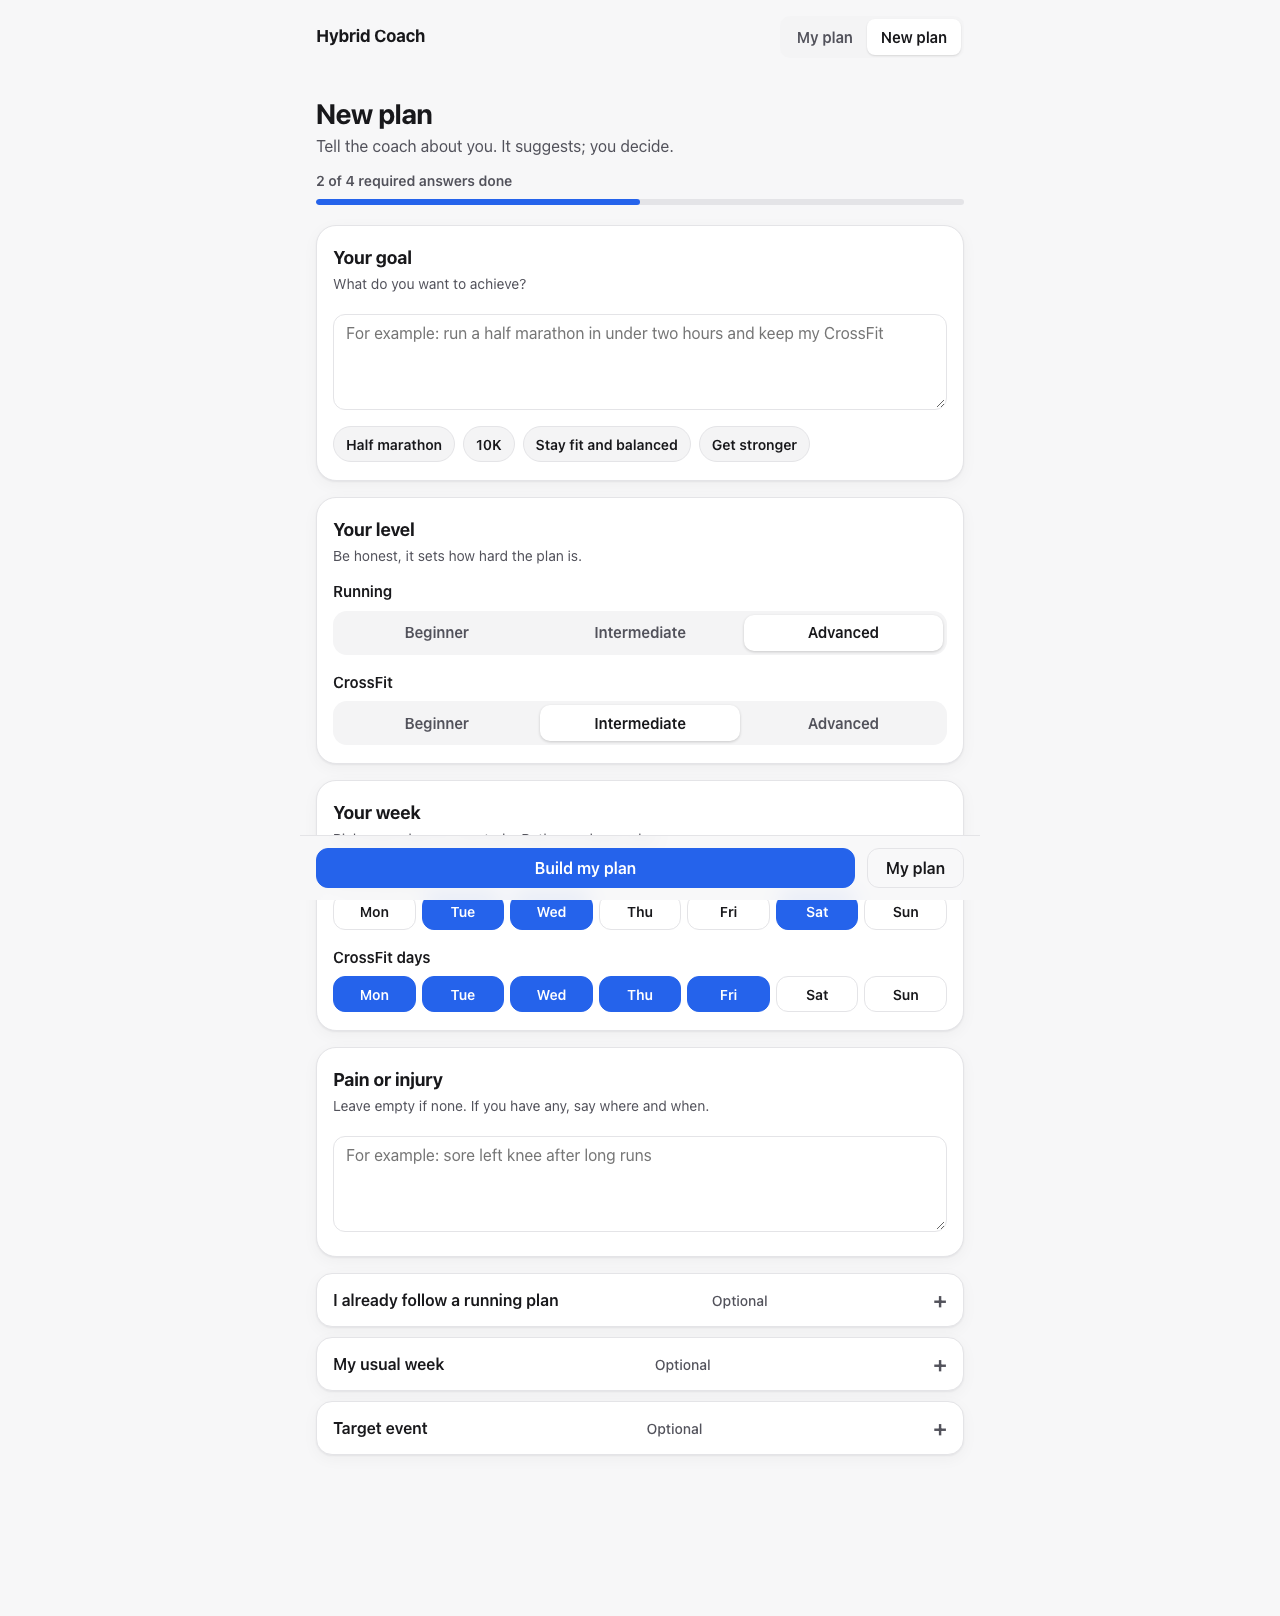 Hybrid Coach
My plan
New plan
New plan
Tell the coach about you. It suggests; you decide.
2 of 4 required answers done
Your goal
What do you want to achieve?
For example: run a half marathon in under two hours and keep my CrossFit
Half marathon
10K
Stay fit and balanced
Get stronger
Your level
Be honest, it sets how hard the plan is.
Running
Beginner
Intermediate
Advanced
CrossFit
Beginner
Intermediate
Advanced
Your week
Build my plan
My plan
Mon
Tue
Wed
Thu
Fri
Sat
Sun
CrossFit days
Mon
Tue
Wed
Thu
Fri
Sat
Sun
Pain or injury
Leave empty if none. If you have any, say where and when.
For example: sore left knee after long runs
I already follow a running plan
Optional
+
My usual week
Optional
+
Target event
Optional
+